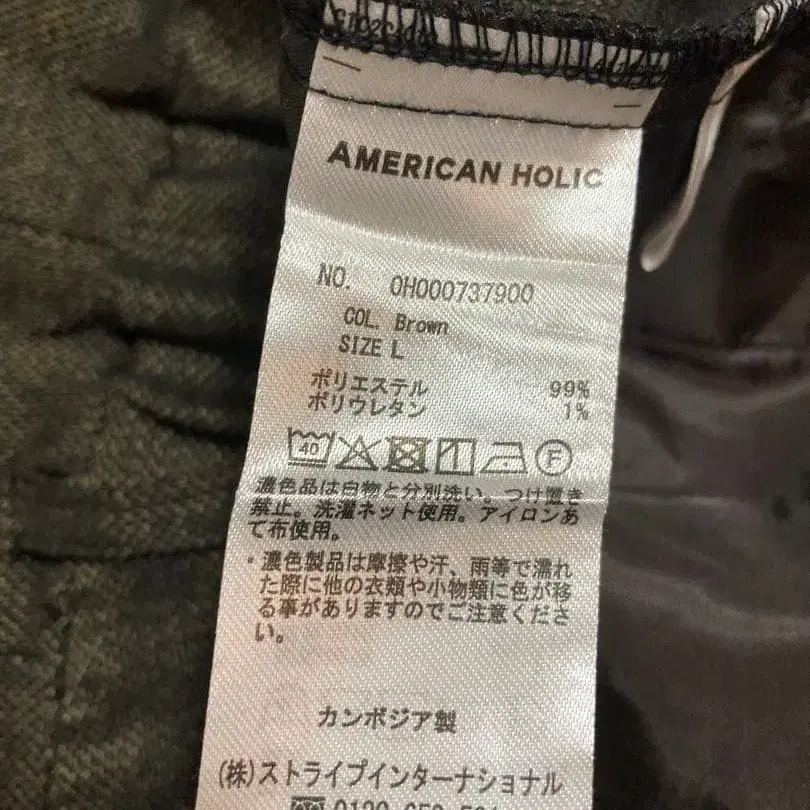 AMERICAN HOLIC
NO. 0H000737900
COL. Brown
SIZE L
ポリエステル 99%
ポリウレタン 1%
40
F
濃色品は白物と分別洗い。つけ置き
禁止。洗濯ネット使用。アイロンあ
て布使用。
・濃色製品は摩擦や汗、雨等で濡れ
た際に他の衣類や小物類に色が移
る事がありますのでご注意くださ
い。
カンボジア製
(株)ストライプインターナショナル